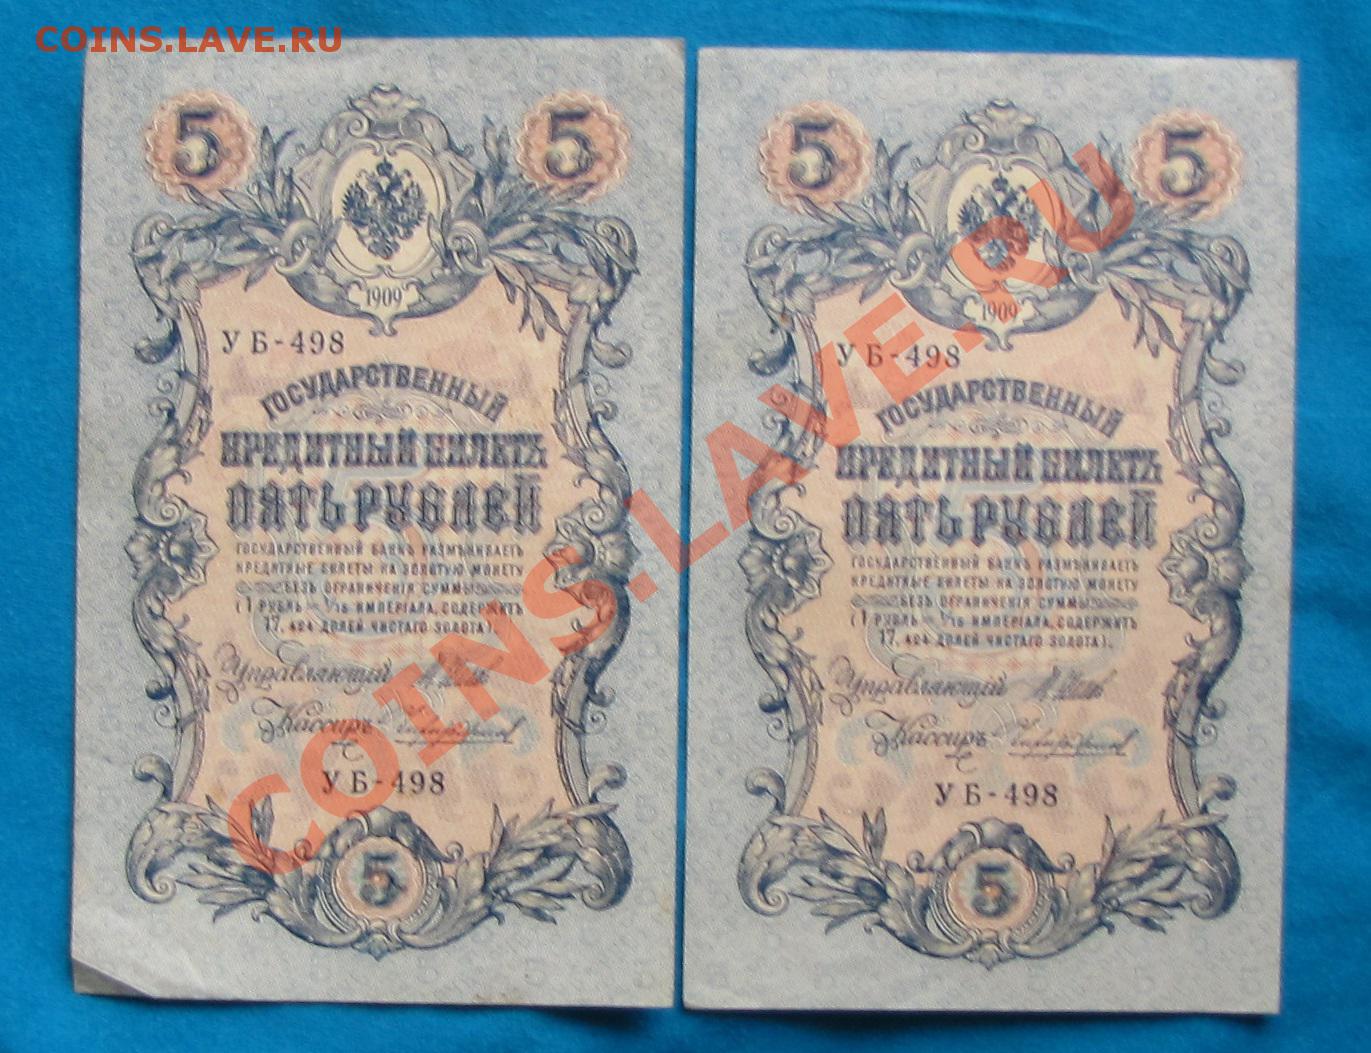 COINS.LAVE.RU
5 5
1909
УБ-498
ГОСУДАРСТВЕННЫЙ
КРЕДИТНЫЙ БИЛЕТЪ
ПЯТЬ РУБЛЕЙ
ГОСУДАРСТВЕННЫЙ БАНКЪ РАЗМѢНИВАЕТЪ
КРЕДИТНЫЕ БИЛЕТЫ НА ЗОЛОТУЮ МОНЕТУ
БЕЗЪ ОГРАНИЧЕНІЯ СУММЫ
(1 РУБЛЬ = 1/15 ИМПЕРІАЛА, СОДЕРЖИТЪ
17,424 ДОЛЕЙ ЧИСТАГО ЗОЛОТА).
Управляющій
Кассиръ
УБ-498
5
5 5
1909
УБ-498
ГОСУДАРСТВЕННЫЙ
КРЕДИТНЫЙ БИЛЕТЪ
ПЯТЬ РУБЛЕЙ
ГОСУДАРСТВЕННЫЙ БАНКЪ РАЗМѢНИВАЕТЪ
КРЕДИТНЫЕ БИЛЕТЫ НА ЗОЛОТУЮ МОНЕТУ
БЕЗЪ ОГРАНИЧЕНІЯ СУММЫ
(1 РУБЛЬ = 1/15 ИМПЕРІАЛА, СОДЕРЖИТЪ
17,424 ДОЛЕЙ ЧИСТАГО ЗОЛОТА).
Управляющій
Кассиръ
УБ-498
5
COINS.LAVE.RU